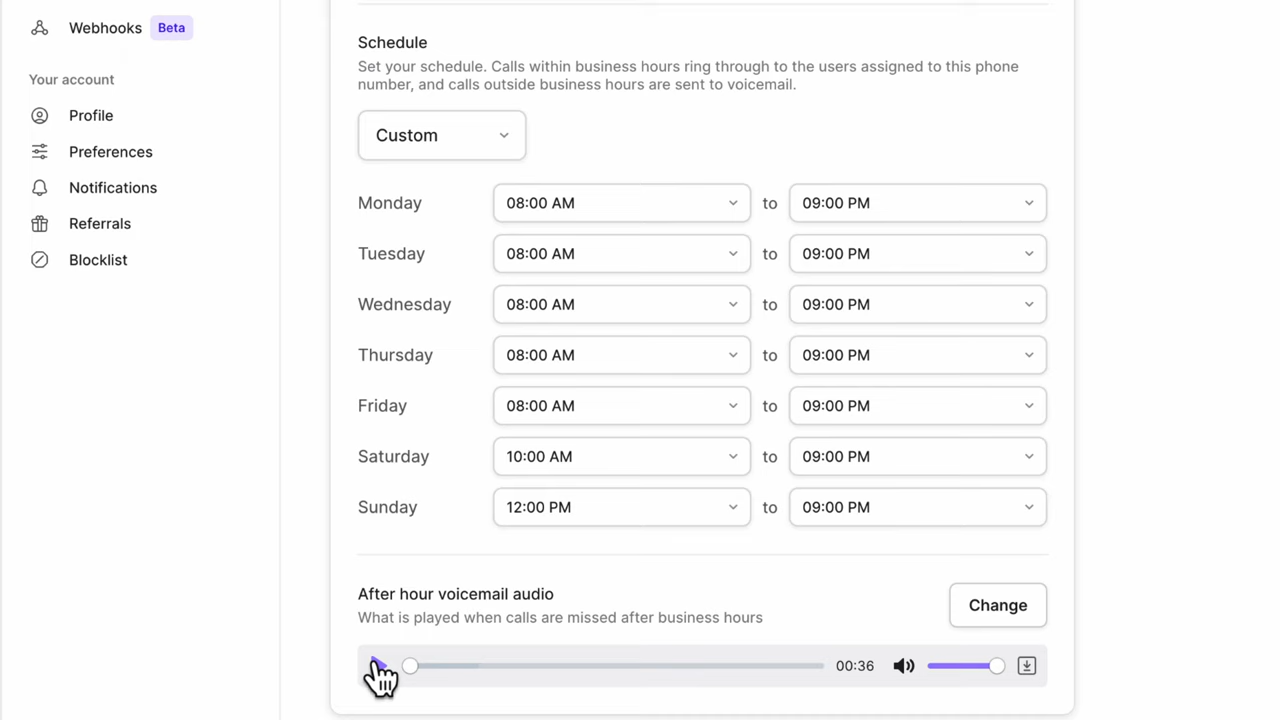 Webhooks Beta
Your account
Profile
Preferences
Notifications
Referrals
Blocklist
Schedule
Set your schedule. Calls within business hours ring through to the users assigned to this phone
number, and calls outside business hours are sent to voicemail.
Custom
Monday 08:00 AM to 09:00 PM
Tuesday 08:00 AM to 09:00 PM
Wednesday 08:00 AM to 09:00 PM
Thursday 08:00 AM to 09:00 PM
Friday 08:00 AM to 09:00 PM
Saturday 10:00 AM to 09:00 PM
Sunday 12:00 PM to 09:00 PM
After hour voicemail audio
What is played when calls are missed after business hours
Change
00:36